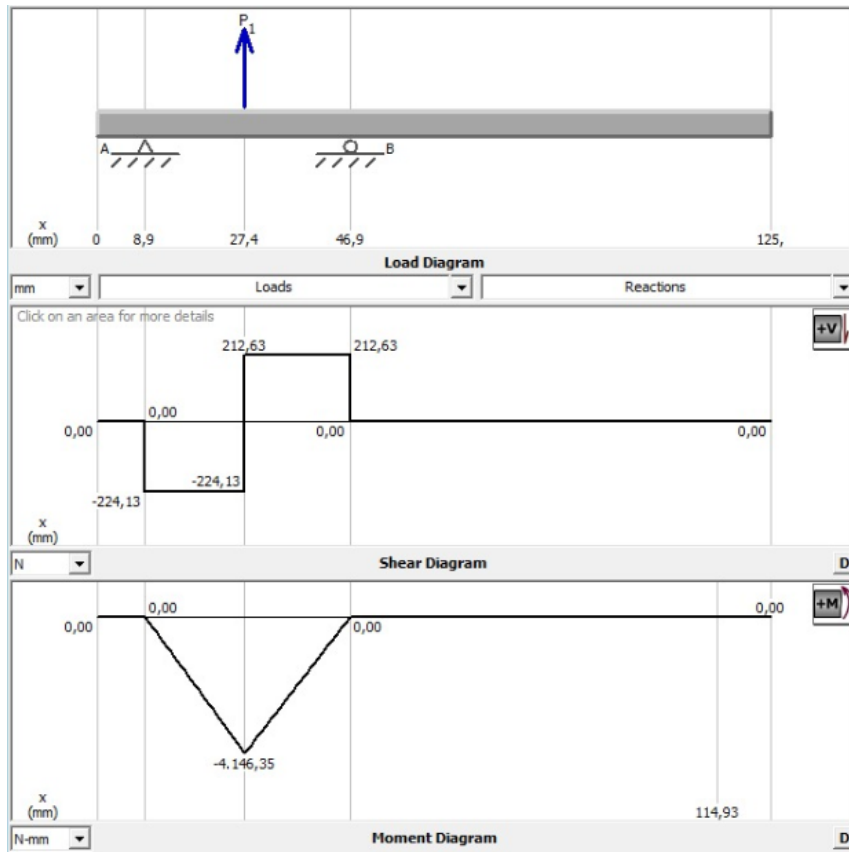 P1
A
B
x
(mm)
0 8,9 27,4 46,9 125,
Load Diagram
mm Loads Reactions
Click on an area for more details
+V
212,63 212,63
0,00
0,00 0,00 0,00
-224,13
-224,13
x
(mm)
N Shear Diagram D
+M
0,00 0,00
0,00 0,00
-4.146,35
x
(mm)
114,93
N-mm Moment Diagram D